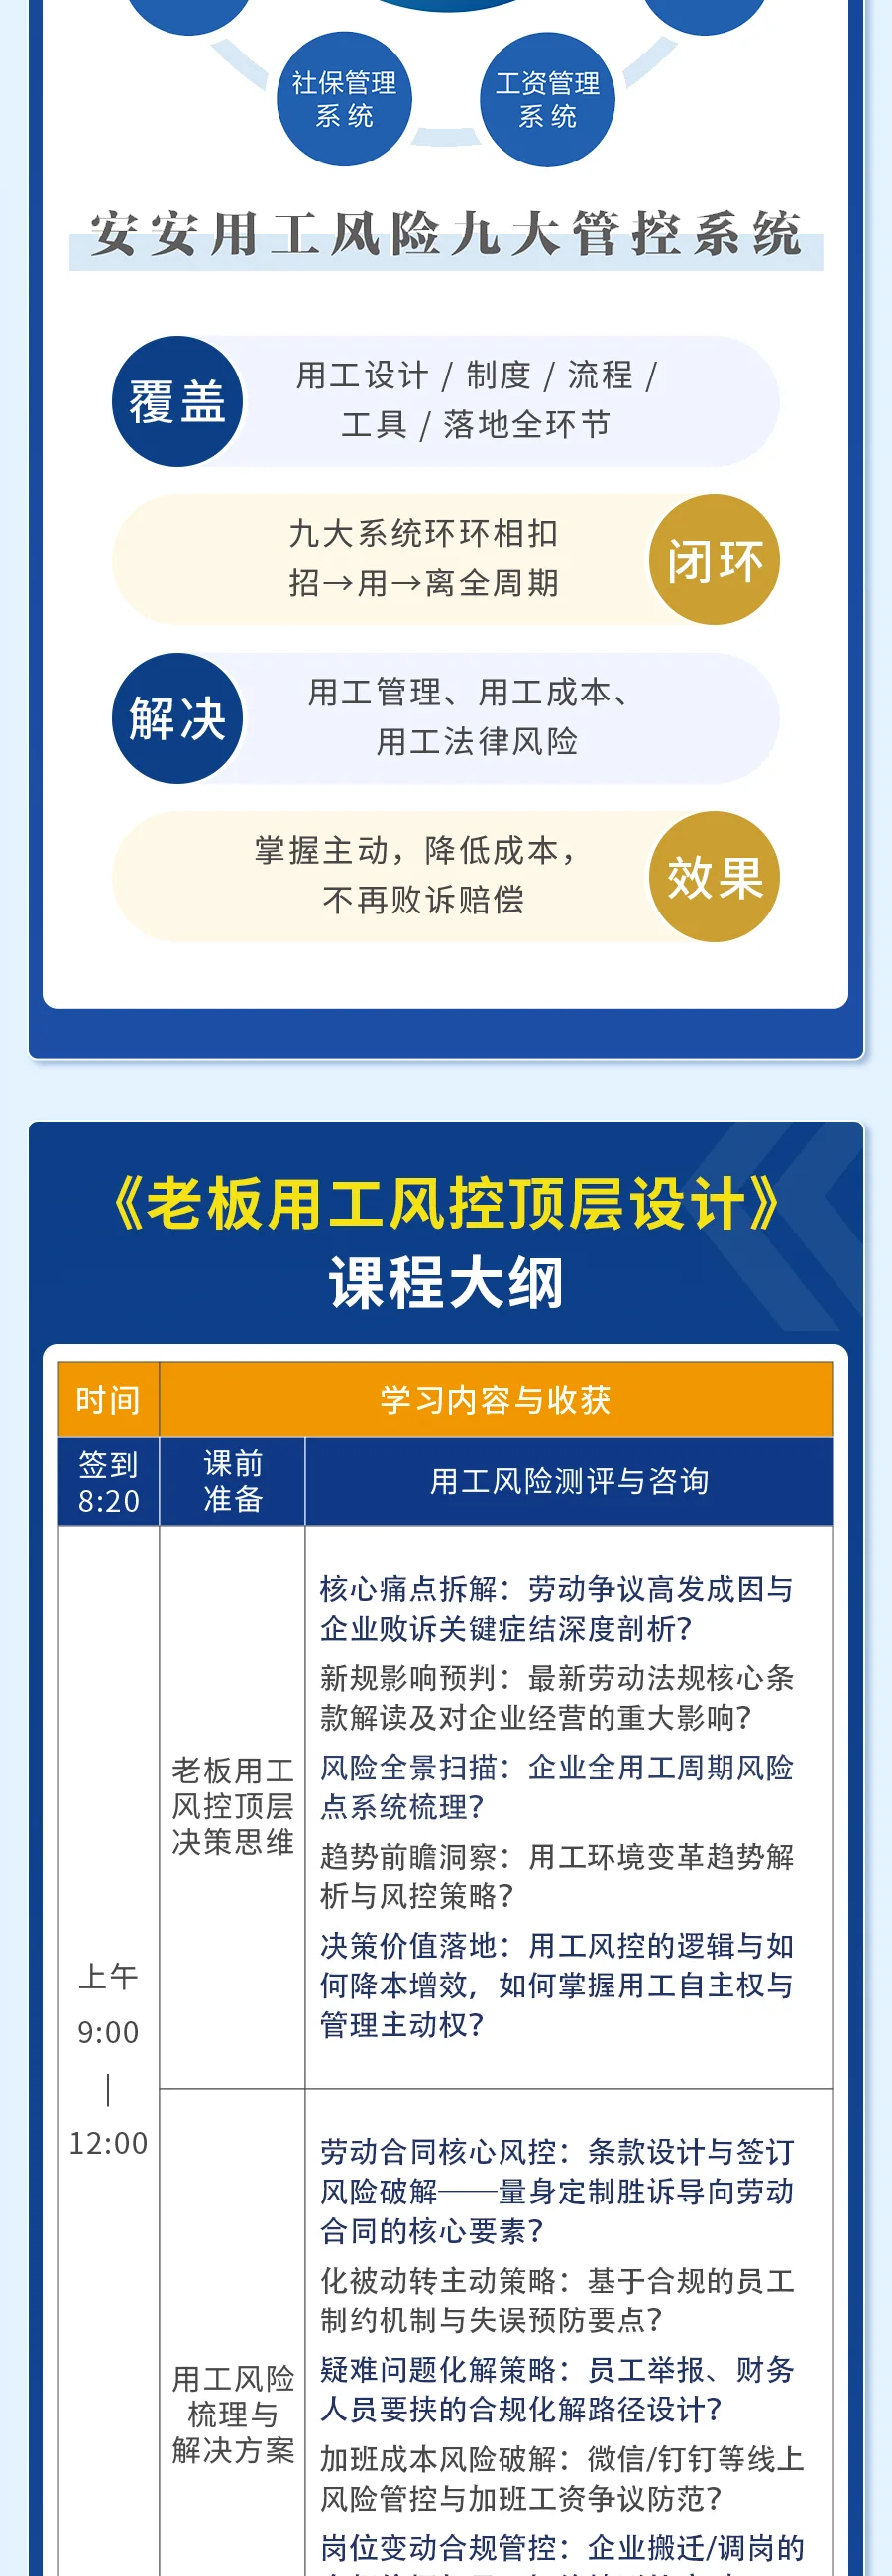 社保管理
系 统
工资管理
系 统
安安用工风险九大管控系统
覆盖
用工设计 / 制度 / 流程 /
工具 / 落地全环节
九大系统环环相扣
招→用→离全周期
闭环
解决
用工管理、用工成本、
用工法律风险
掌握主动，降低成本，
不再败诉赔偿
效果
《老板用工风控顶层设计》
课程大纲
时间
学习内容与收获
签到
8:20
课前
准备
用工风险测评与咨询
上午
9:00
|
12:00
老板用工
风控顶层
决策思维
核心痛点拆解：劳动争议高发成因与
企业败诉关键症结深度剖析？
新规影响预判：最新劳动法规核心条
款解读及对企业经营的重大影响？
风险全景扫描：企业全用工周期风险
点系统梳理？
趋势前瞻洞察：用工环境变革趋势解
析与风控策略？
决策价值落地：用工风控的逻辑与如
何降本增效，如何掌握用工自主权与
管理主动权？
用工风险
梳理与
解决方案
劳动合同核心风控：条款设计与签订
风险破解——量身定制胜诉导向劳动
合同的核心要素？
化被动转主动策略：基于合规的员工
制约机制与失误预防要点？
疑难问题化解策略：员工举报、财务
人员要挟的合规化解路径设计？
加班成本风险破解：微信/钉钉等线上
风险管控与加班工资争议防范？
岗位变动合规管控：企业搬迁/调岗的